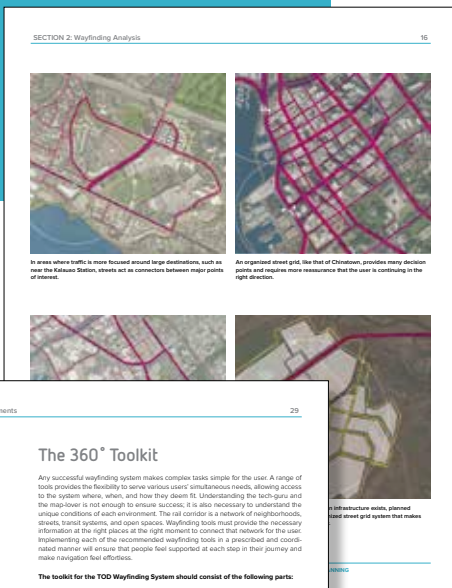 SECTION 2: Wayfinding Analysis 16
In areas where traffic is more focused around large destinations, such as
near the Kalauao Station, streets act as connectors between major points
of interest.
An organized street grid, like that of Chinatown, provides many decision
points and requires more reassurance that the user is continuing in the
right direction.
infrastructure exists, planned
street grid system that makes
ments 29
The 360° Toolkit
Any successful wayfinding system makes complex tasks simple for the user. A range of
tools provides the flexibility to serve various users' simultaneous needs, allowing access
to the system where, when, and how they deem fit. Understanding the tech-guru and
the map-lover is not enough to ensure success; it is also necessary to understand the
unique conditions of each environment. The rail corridor is a network of neighborhoods,
streets, transit systems, and open spaces. Wayfinding tools must provide the necessary
information at the right places at the right moment to connect that network for the user.
Implementing each of the recommended wayfinding tools in a prescribed and coordi-
nated manner will ensure that people feel supported at each step in their journey and
make navigation feel effortless.
The toolkit for the TOD Wayfinding System should consist of the following parts: